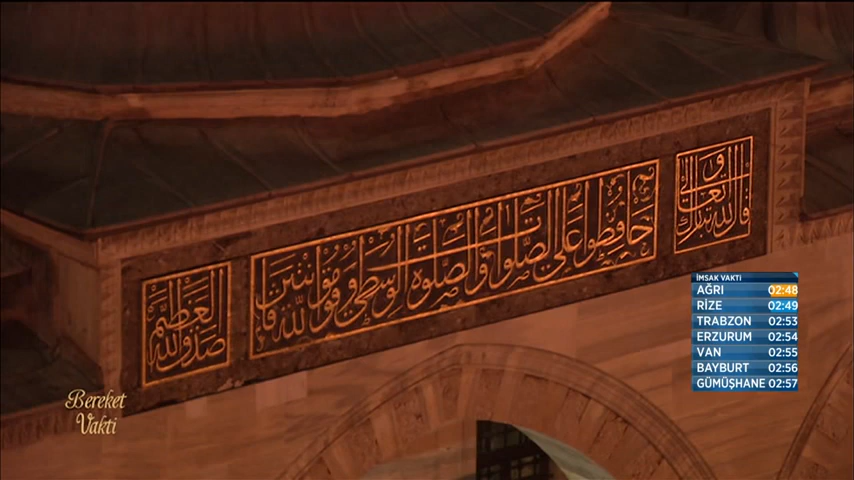 قال الله تبارك وتعالى
حافظوا على الصلوات والصلوة الوسطى وقوموا لله قانتين
صدق الله العظيم
İMSAK VAKTİ
AĞRI 02:48
RİZE 02:49
TRABZON 02:53
ERZURUM 02:54
VAN 02:55
BAYBURT 02:56
GÜMÜŞHANE 02:57
Bereket
Vakti